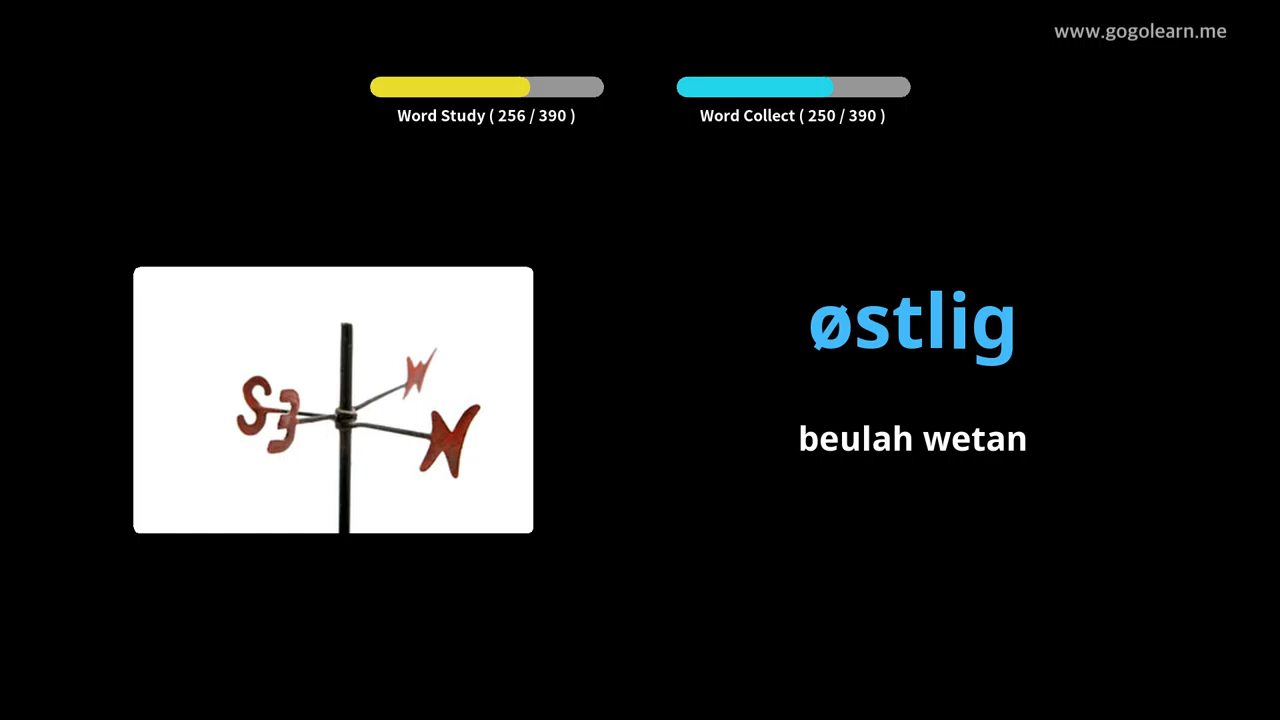 www.gogolearn.me
Word Study ( 256 / 390 )
Word Collect ( 250 / 390 )
S
E
N
W
østlig
beulah wetan